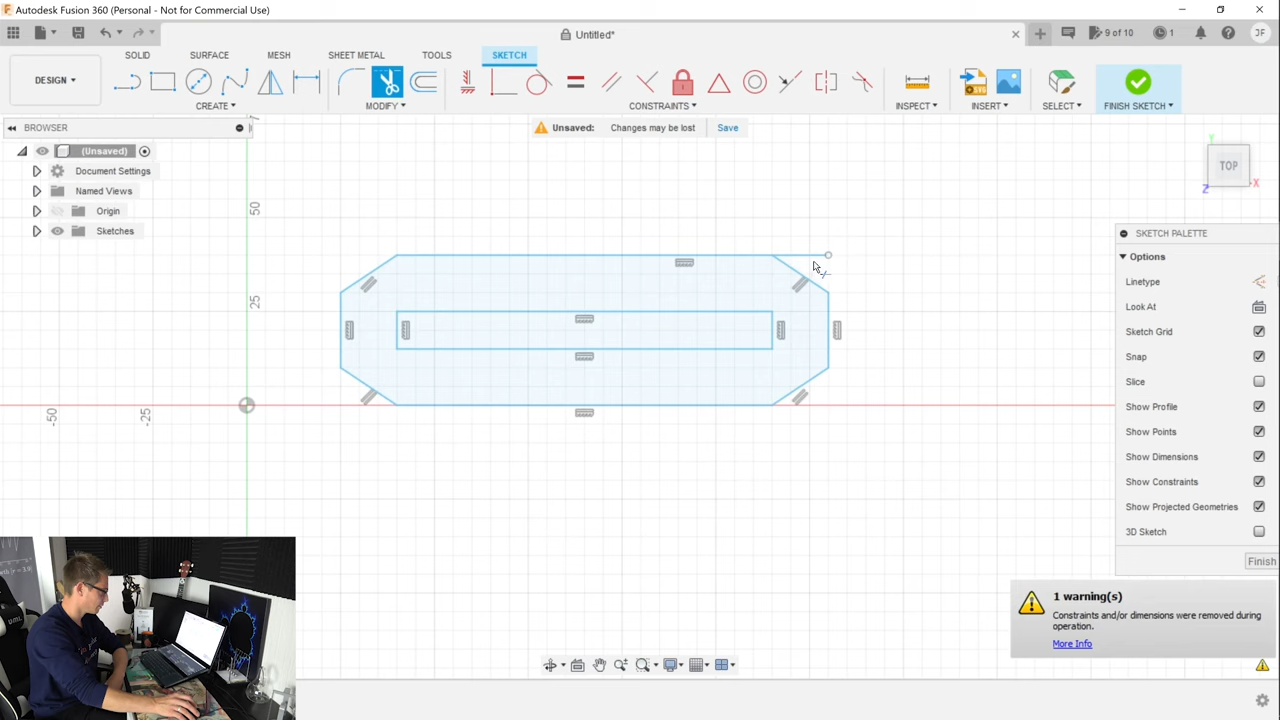 Autodesk Fusion 360 (Personal - Not for Commercial Use)
Untitled*
9 of 10
1
JF
DESIGN
SOLID
SURFACE
MESH
SHEET METAL
TOOLS
SKETCH
CREATE
MODIFY
CONSTRAINTS
INSPECT
INSERT
SELECT
FINISH SKETCH
BROWSER
Unsaved:
Changes may be lost
Save
(Unsaved)
Document Settings
Named Views
Origin
Sketches
TOP
Y
X
Z
50
25
-50
-25
SKETCH PALETTE
Options
Linetype
Look At
Sketch Grid
Snap
Slice
Show Profile
Show Points
Show Dimensions
Show Constraints
Show Projected Geometries
3D Sketch
Finish
1 warning(s)
Constraints and/or dimensions were removed during
operation.
More Info